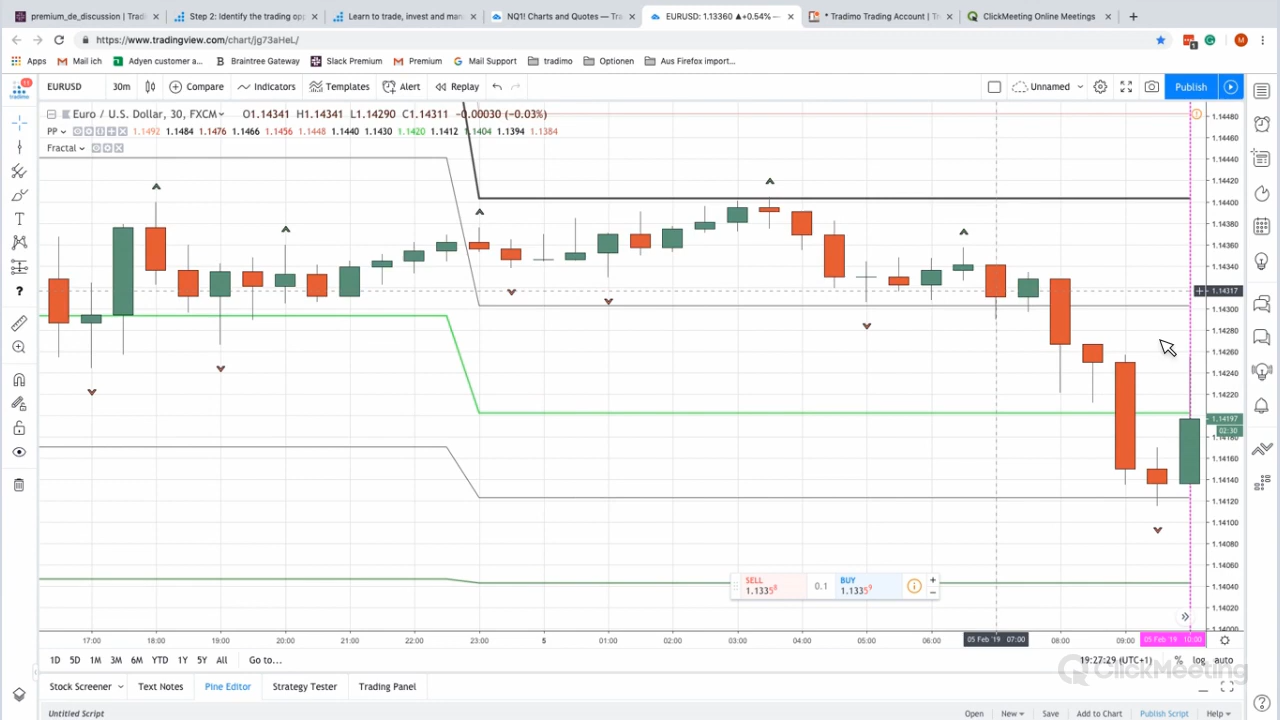 premium_de_discussion | Tradi
Step 2: Identify the trading opp
Learn to trade, invest and man
NQ1! Charts and Quotes — Tra
EURUSD: 1.13360 ▲+0.54% —
* Tradimo Trading Account | Th
ClickMeeting Online Meetings
https://www.tradingview.com/chart/jg73aHeL/
Apps
Mail ich
Adyen customer a...
Braintree Gateway
Slack Premium
Premium
Mail Support
tradimo
Optionen
Aus Firefox import...
EURUSD
30m
Compare
Indicators
Templates
Alert
Replay
Unnamed
Publish
tradimo
Euro / U.S. Dollar, 30, FXCM
O1.14341 H1.14341 L1.14290 C1.14311 −0.00030 (−0.03%)
PP 1.1492 1.1484 1.1476 1.1466 1.1456 1.1448 1.1440 1.1430 1.1420 1.1412 1.1404 1.1394 1.1384
Fractal
1.14480
1.14460
1.14440
1.14420
1.14400
1.14380
1.14360
1.14340
1.14317
1.14300
1.14280
1.14260
1.14240
1.14220
1.14197
02:30
1.14180
1.14160
1.14140
1.14120
1.14100
1.14080
1.14060
1.14040
1.14020
1.14000
SELL
1.13358
0.1
BUY
1.13359
17:00 18:00 19:00 20:00 21:00 22:00 23:00 5 01:00 02:00 03:00 04:00 05:00 06:00 05 Feb '19 07:00 08:00 09:00 05 Feb '19 10:00
1D 5D 1M 3M 6M YTD 1Y 5Y All Go to...
19:27:29 (UTC+1) % log auto
ClickMeeting
Stock Screener Text Notes Pine Editor Strategy Tester Trading Panel
Untitled Script
Open New Save Add to Chart Publish Script Help